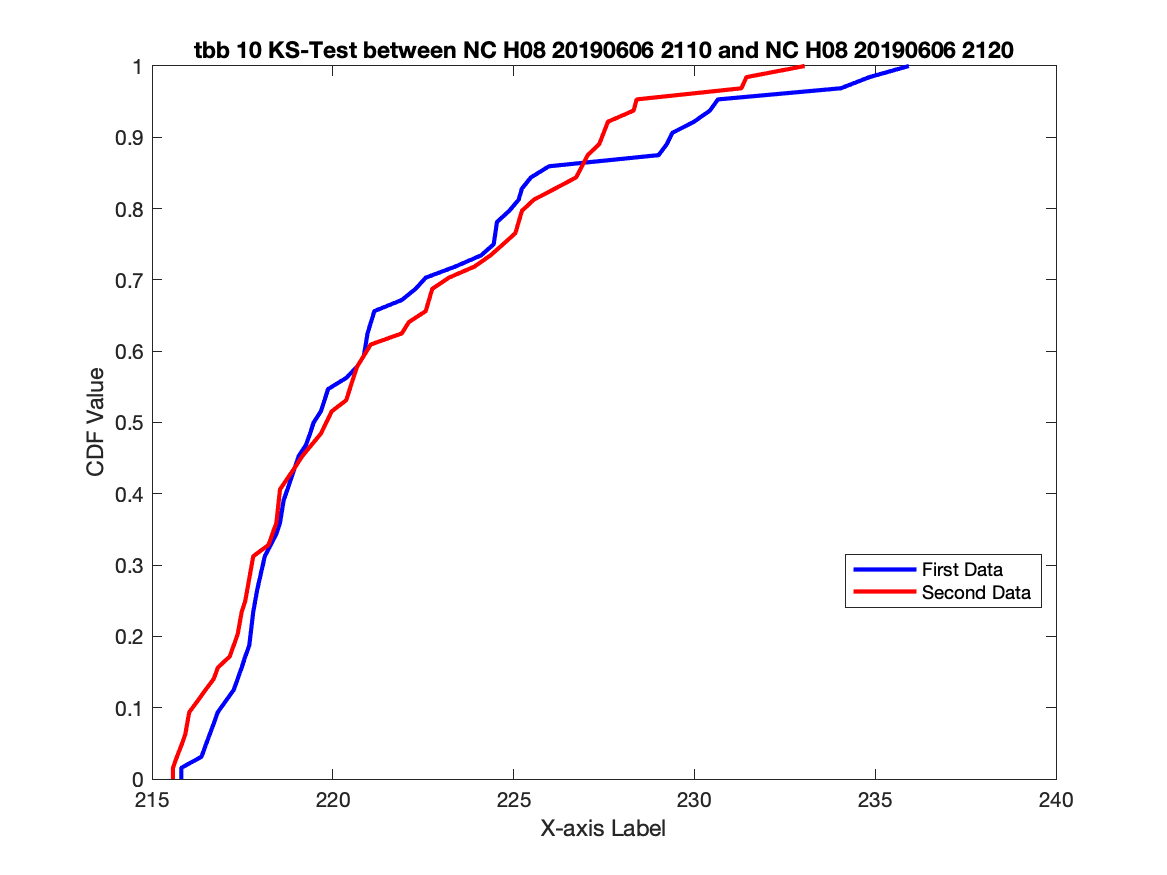 tbb 10 KS-Test between NC H08 20190606 2110 and NC H08 20190606 2120
1
0.9
0.8
0.7
0.6
0.5
0.4
0.3
0.2
0.1
0
CDF Value
First Data
Second Data
215 220 225 230 235 240
X-axis Label